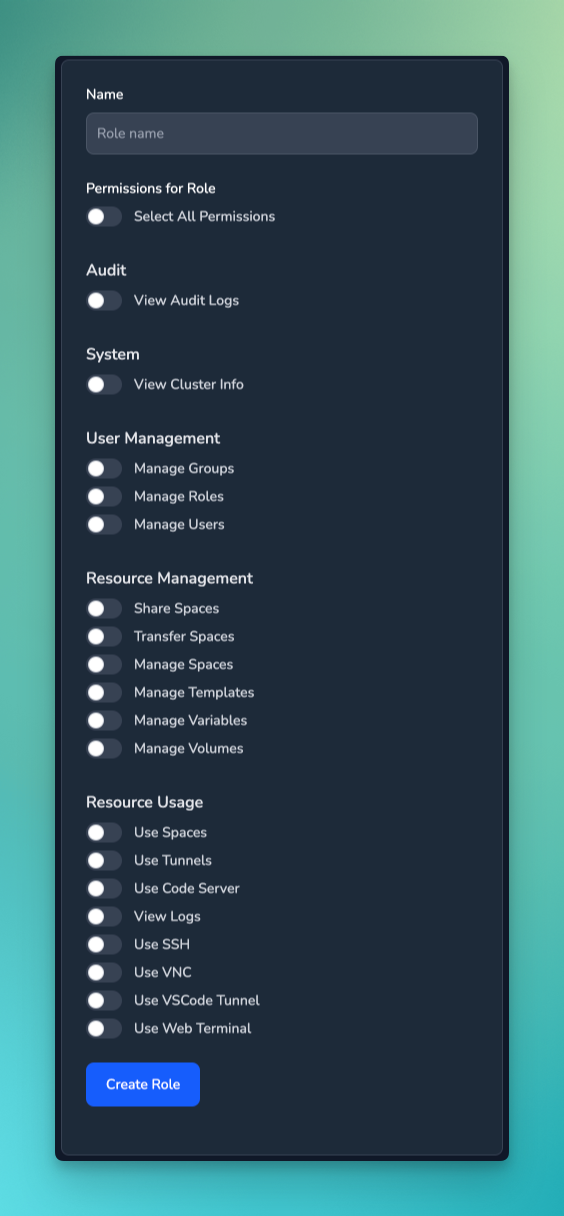 Name
Role name
Permissions for Role
Select All Permissions
Audit
View Audit Logs
System
View Cluster Info
User Management
Manage Groups
Manage Roles
Manage Users
Resource Management
Share Spaces
Transfer Spaces
Manage Spaces
Manage Templates
Manage Variables
Manage Volumes
Resource Usage
Use Spaces
Use Tunnels
Use Code Server
View Logs
Use SSH
Use VNC
Use VSCode Tunnel
Use Web Terminal
Create Role